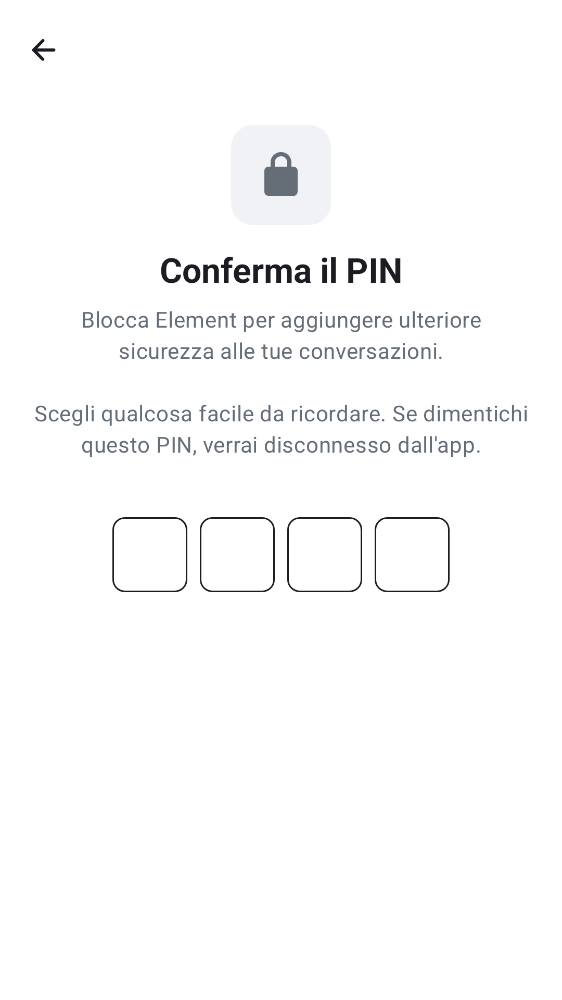 Conferma il PIN
Blocca Element per aggiungere ulteriore
sicurezza alle tue conversazioni.
Scegli qualcosa facile da ricordare. Se dimentichi
questo PIN, verrai disconnesso dall'app.